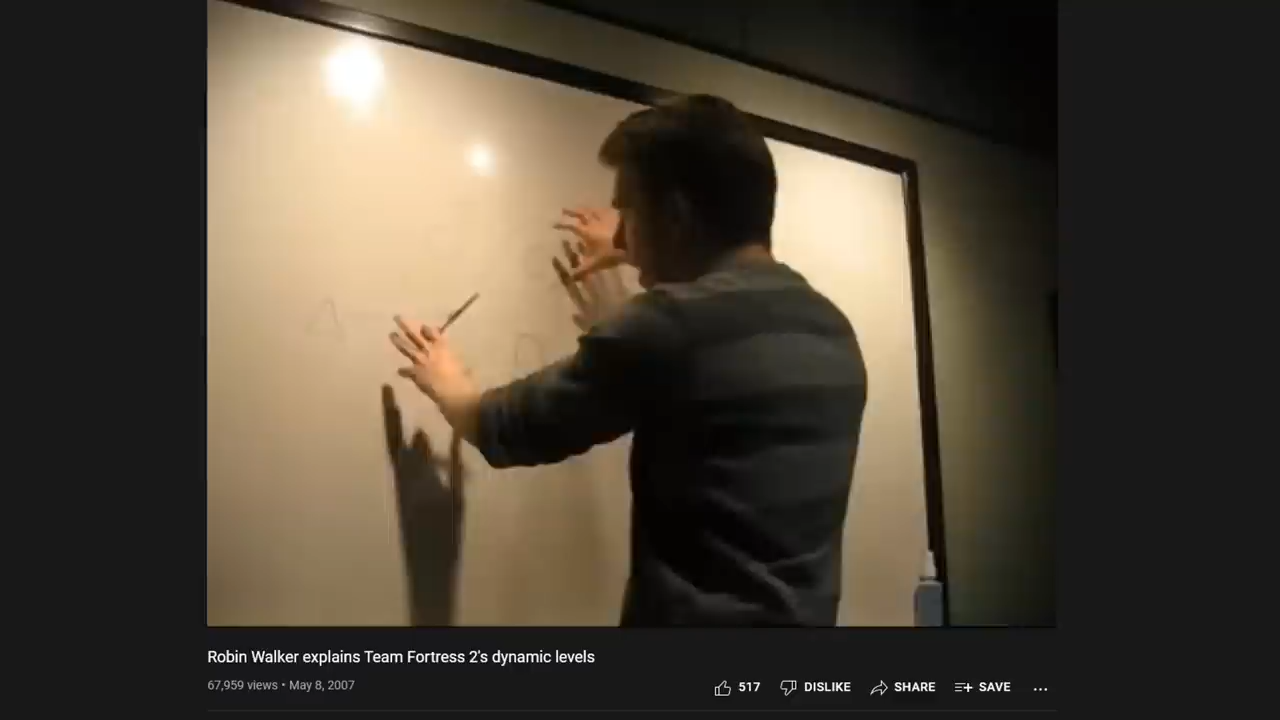 A
Robin Walker explains Team Fortress 2's dynamic levels
67,959 views • May 8, 2007
517
DISLIKE
SHARE
SAVE
...